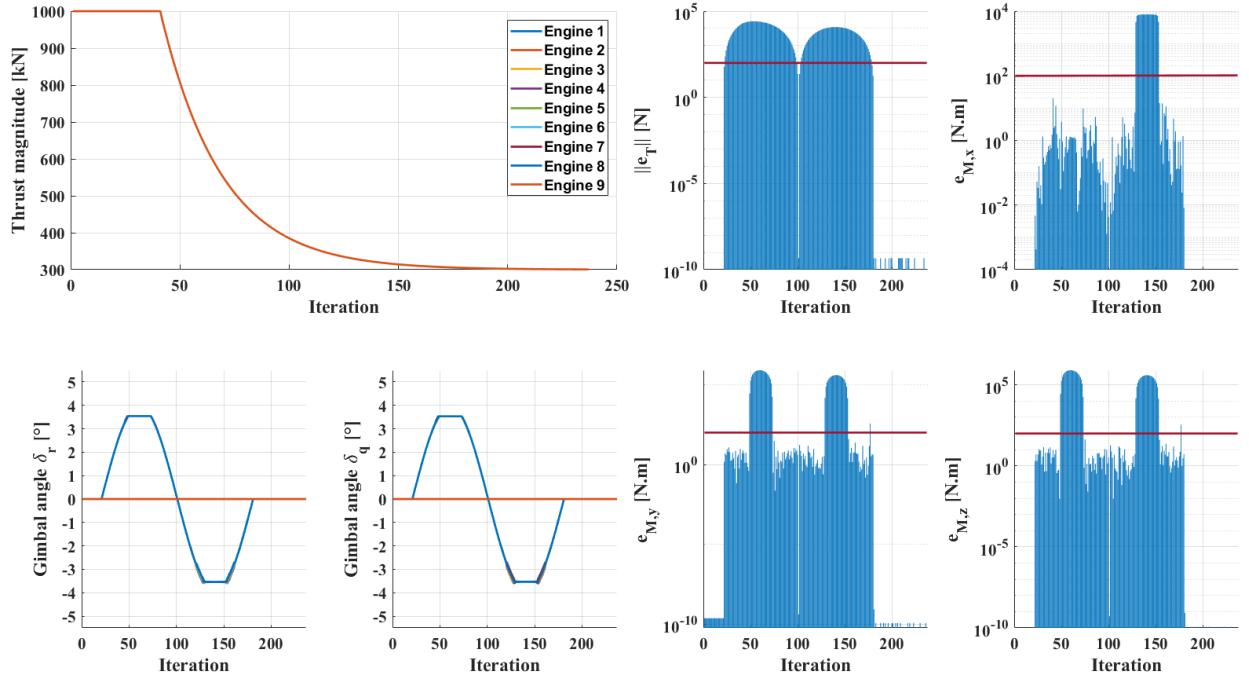 Thrust magnitude [kN]
1000
900
800
700
600
500
400
300
0 50 100 150 200 250
Iteration
Engine 1
Engine 2
Engine 3
Engine 4
Engine 5
Engine 6
Engine 7
Engine 8
Engine 9
||e_T|| [N]
10^5
10^0
10^-5
10^-10
0 50 100 150 200
Iteration
e_M,x [N.m]
10^4
10^2
10^0
10^-2
10^-4
0 50 100 150 200
Iteration
Gimbal angle δ_r [°]
5
4
3
2
1
0
-1
-2
-3
-4
-5
0 50 100 150 200
Iteration
Gimbal angle δ_q [°]
5
4
3
2
1
0
-1
-2
-3
-4
-5
0 50 100 150 200
Iteration
e_M,y [N.m]
10^0
10^-10
0 50 100 150 200
Iteration
e_M,z [N.m]
10^5
10^0
10^-5
10^-10
0 50 100 150 200
Iteration